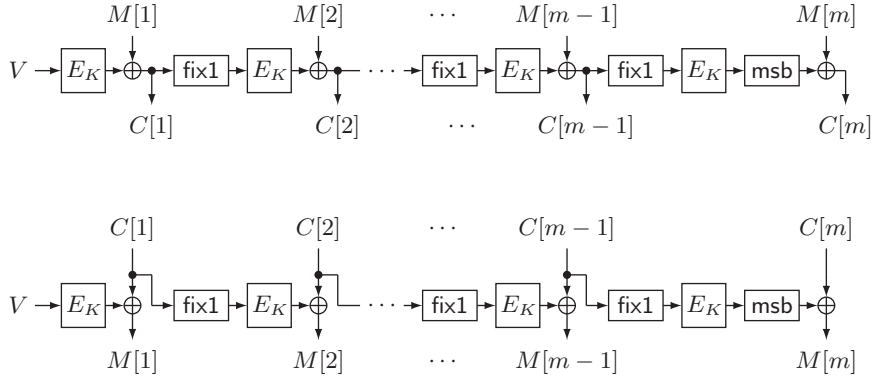 M[1] M[2] ⋯ M[m − 1] M[m]
V E_K fix1 E_K ⋯ fix1 E_K fix1 E_K msb
C[1] C[2] ⋯ C[m − 1] C[m]
C[1] C[2] ⋯ C[m − 1] C[m]
V E_K fix1 E_K ⋯ fix1 E_K fix1 E_K msb
M[1] M[2] ⋯ M[m − 1] M[m]